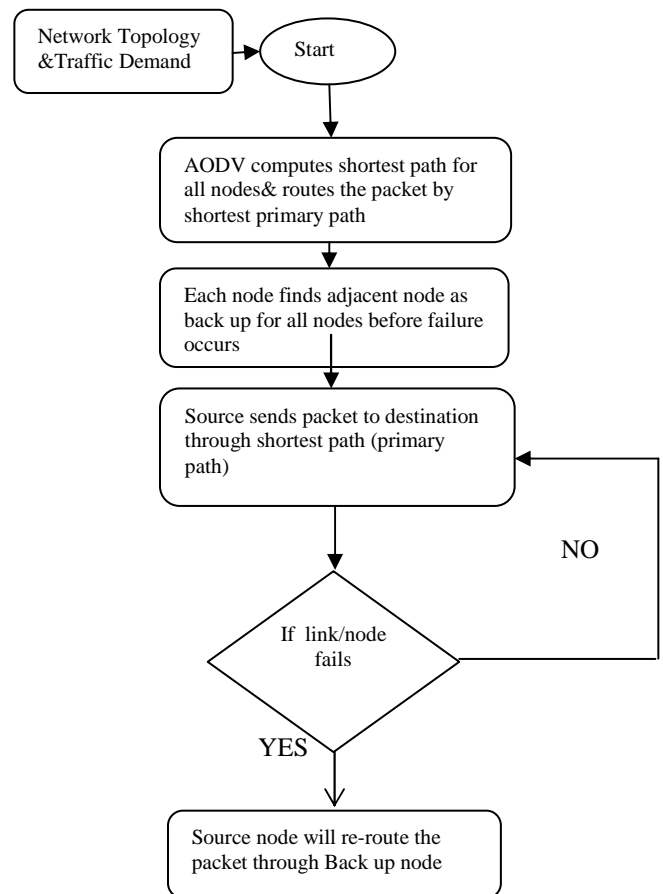 Network Topology
&Traffic Demand
Start
AODV computes shortest path for
all nodes& routes the packet by
shortest primary path
Each node finds adjacent node as
back up for all nodes before failure
occurs
Source sends packet to destination
through shortest path (primary
path)
NO
If link/node
fails
YES
Source node will re-route the
packet through Back up node